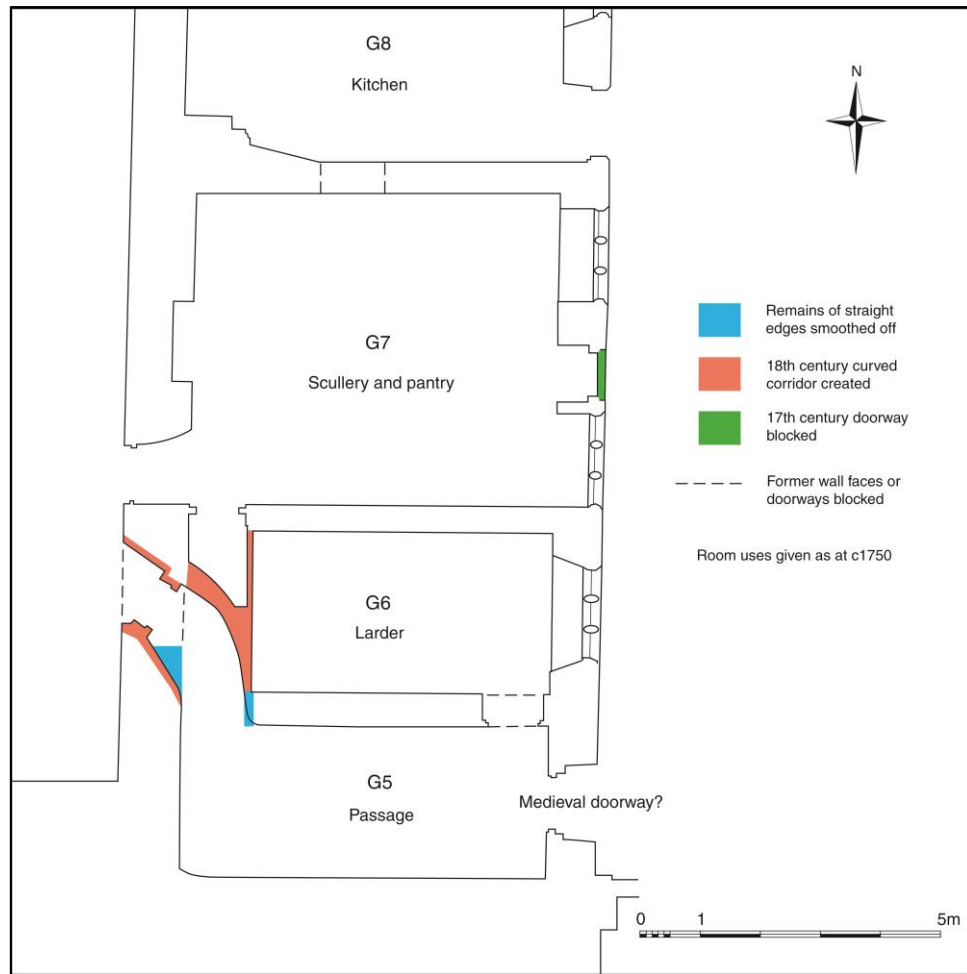 G8
Kitchen
N
G7
Scullery and pantry
Remains of straight
edges smoothed off
18th century curved
corridor created
17th century doorway
blocked
Former wall faces or
doorways blocked
Room uses given as at c1750
G6
Larder
G5
Passage
Medieval doorway?
0 1 5m